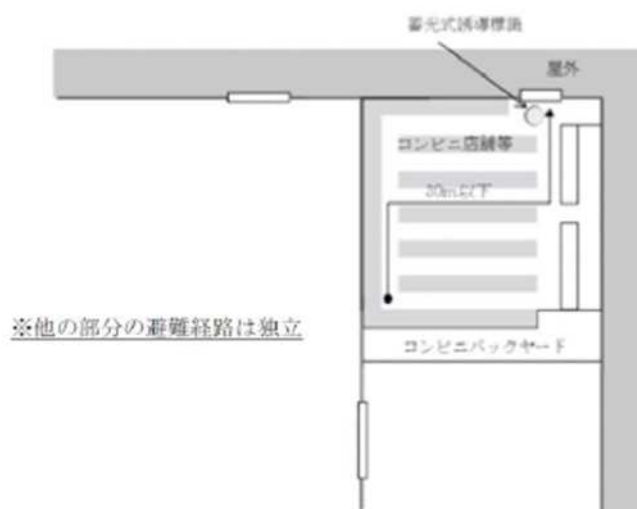 蓄光式誘導標識
屋外
コンビニ店舗等
30m以下
※他の部分の避難経路は独立
コンビニバックヤード